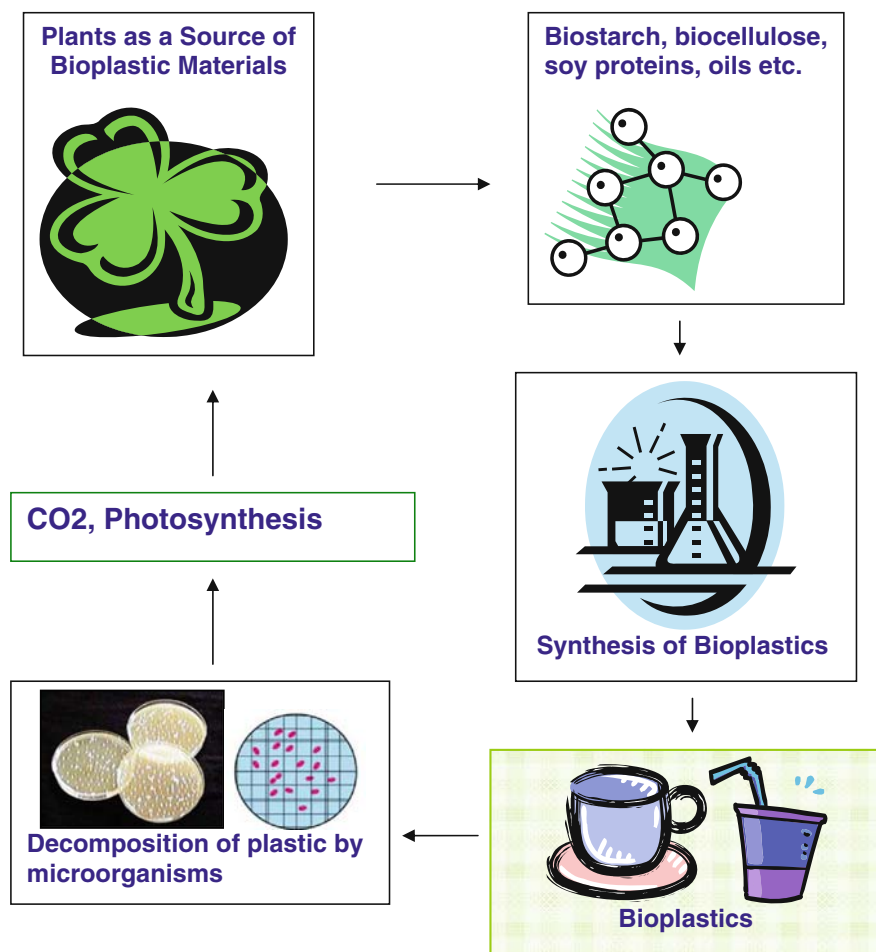 Plants as a Source of
Bioplastic Materials
Biostarch, biocellulose,
soy proteins, oils etc.
Synthesis of Bioplastics
Bioplastics
Decomposition of plastic by
microorganisms
CO2, Photosynthesis